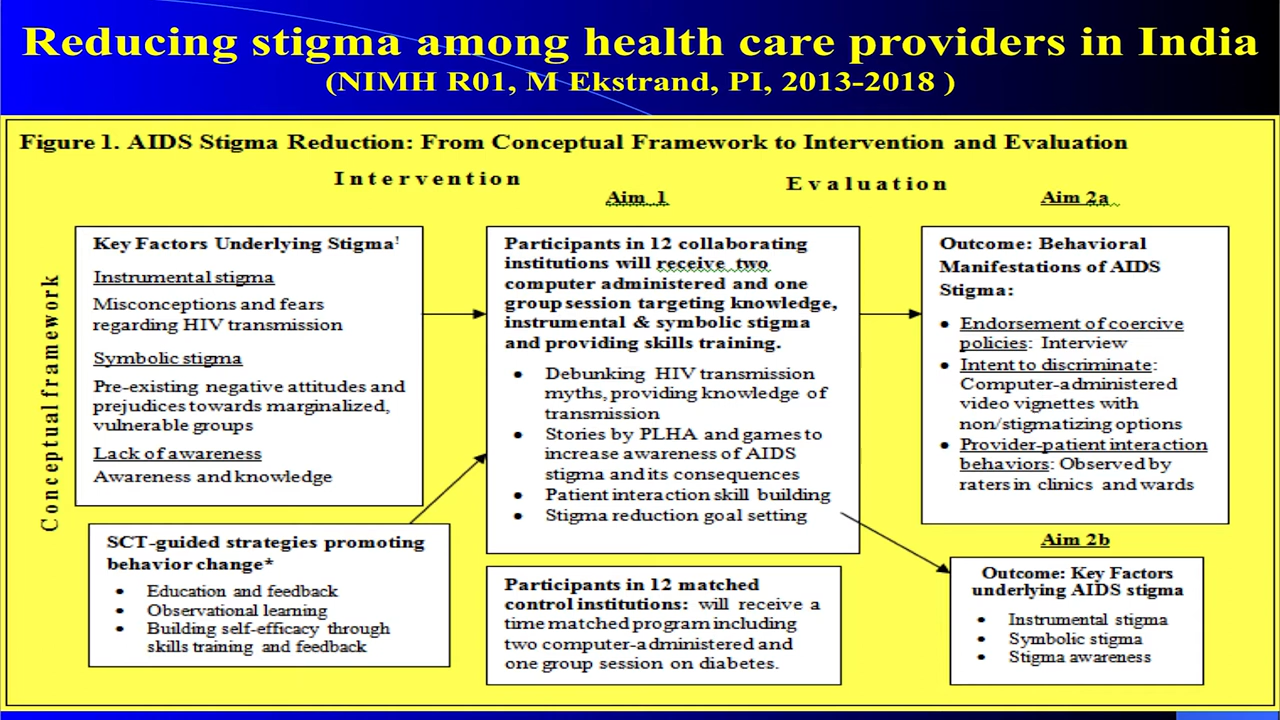 Reducing stigma among health care providers in India
(NIMH R01, M Ekstrand, PI, 2013-2018 )
Figure 1. AIDS Stigma Reduction: From Conceptual Framework to Intervention and Evaluation
Intervention
Evaluation
Aim 1
Aim 2a
Conceptual framework
Key Factors Underlying Stigma¹
Instrumental stigma
Misconceptions and fears
regarding HIV transmission
Symbolic stigma
Pre-existing negative attitudes and
prejudices towards marginalized,
vulnerable groups
Lack of awareness
Awareness and knowledge
SCT-guided strategies promoting
behavior change*
• Education and feedback
• Observational learning
• Building self-efficacy through
skills training and feedback
Participants in 12 collaborating
institutions will receive two
computer administered and one
group session targeting knowledge,
instrumental & symbolic stigma
and providing skills training.
• Debunking HIV transmission
myths, providing knowledge of
transmission
• Stories by PLHA and games to
increase awareness of AIDS
stigma and its consequences
• Patient interaction skill building
• Stigma reduction goal setting
Participants in 12 matched
control institutions: will receive a
time matched program including
two computer-administered and
one group session on diabetes.
Outcome: Behavioral
Manifestations of AIDS
Stigma:
• Endorsement of coercive
policies: Interview
• Intent to discriminate:
Computer-administered
video vignettes with
non/stigmatizing options
• Provider-patient interaction
behaviors: Observed by
raters in clinics and wards
Aim 2b
Outcome: Key Factors
underlying AIDS stigma
• Instrumental stigma
• Symbolic stigma
• Stigma awareness